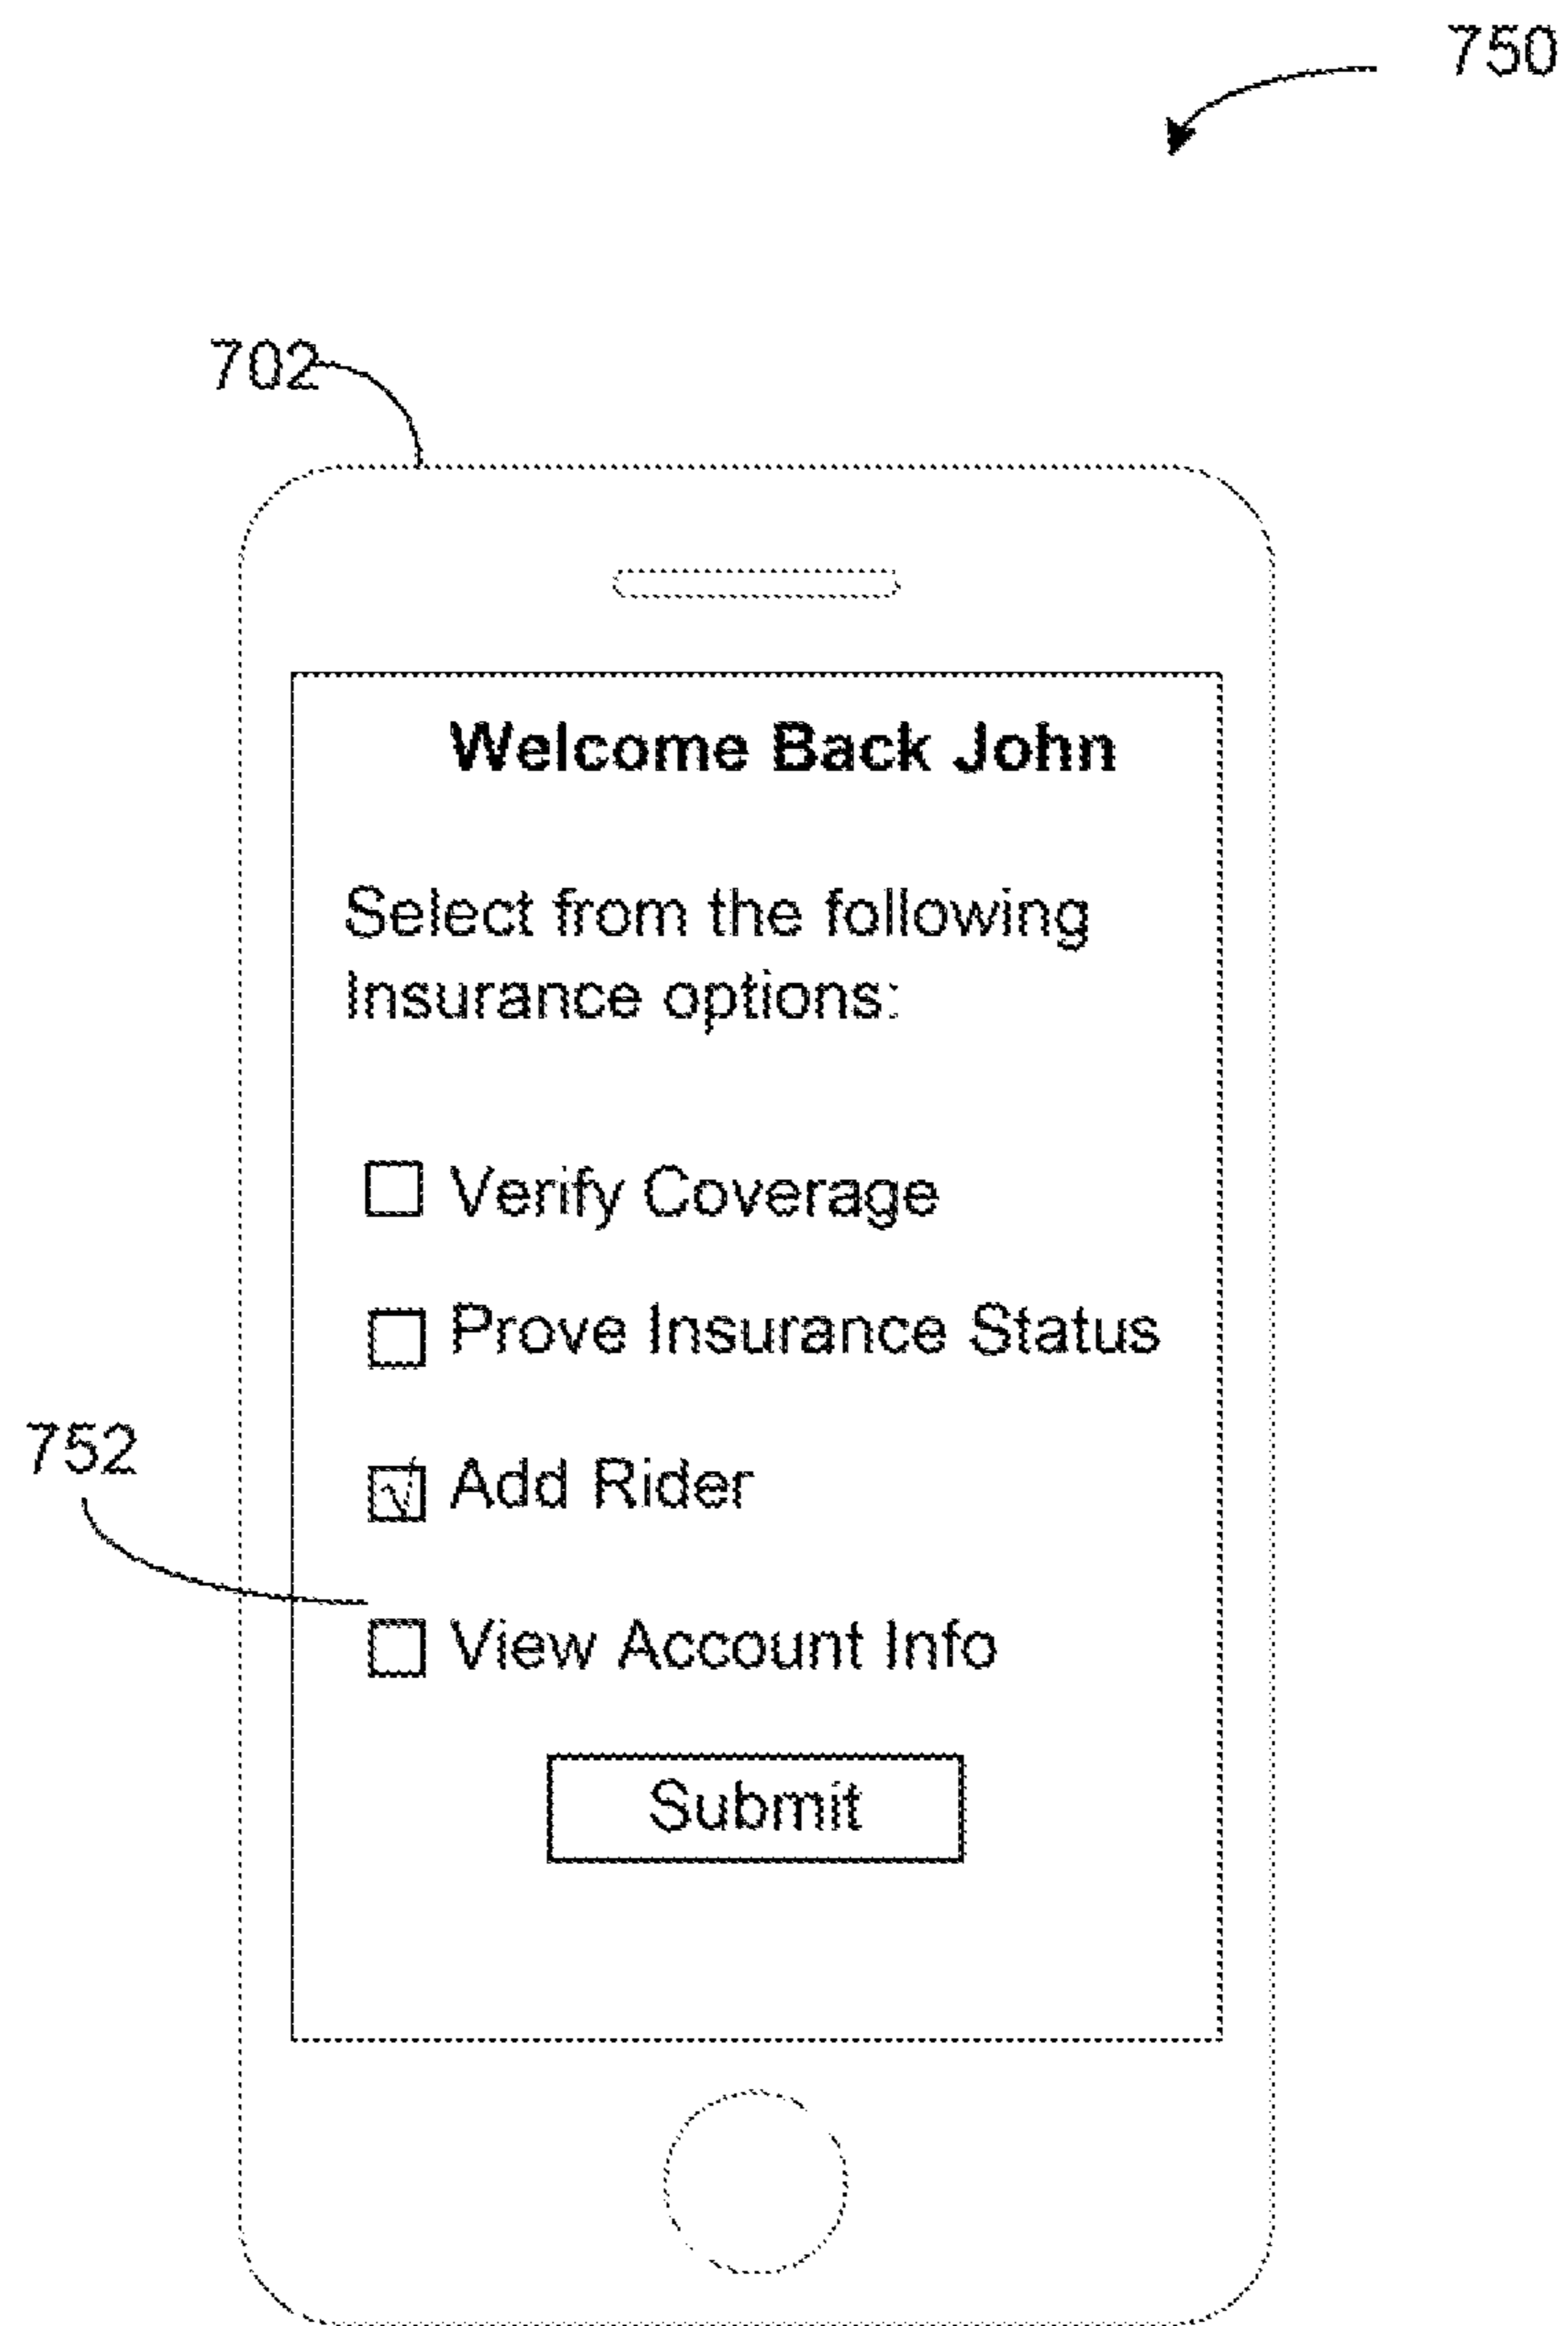 750
702
Welcome Back John
Select from the following
Insurance options:
Verify Coverage
Prove Insurance Status
752
Add Rider
View Account Info
Submit